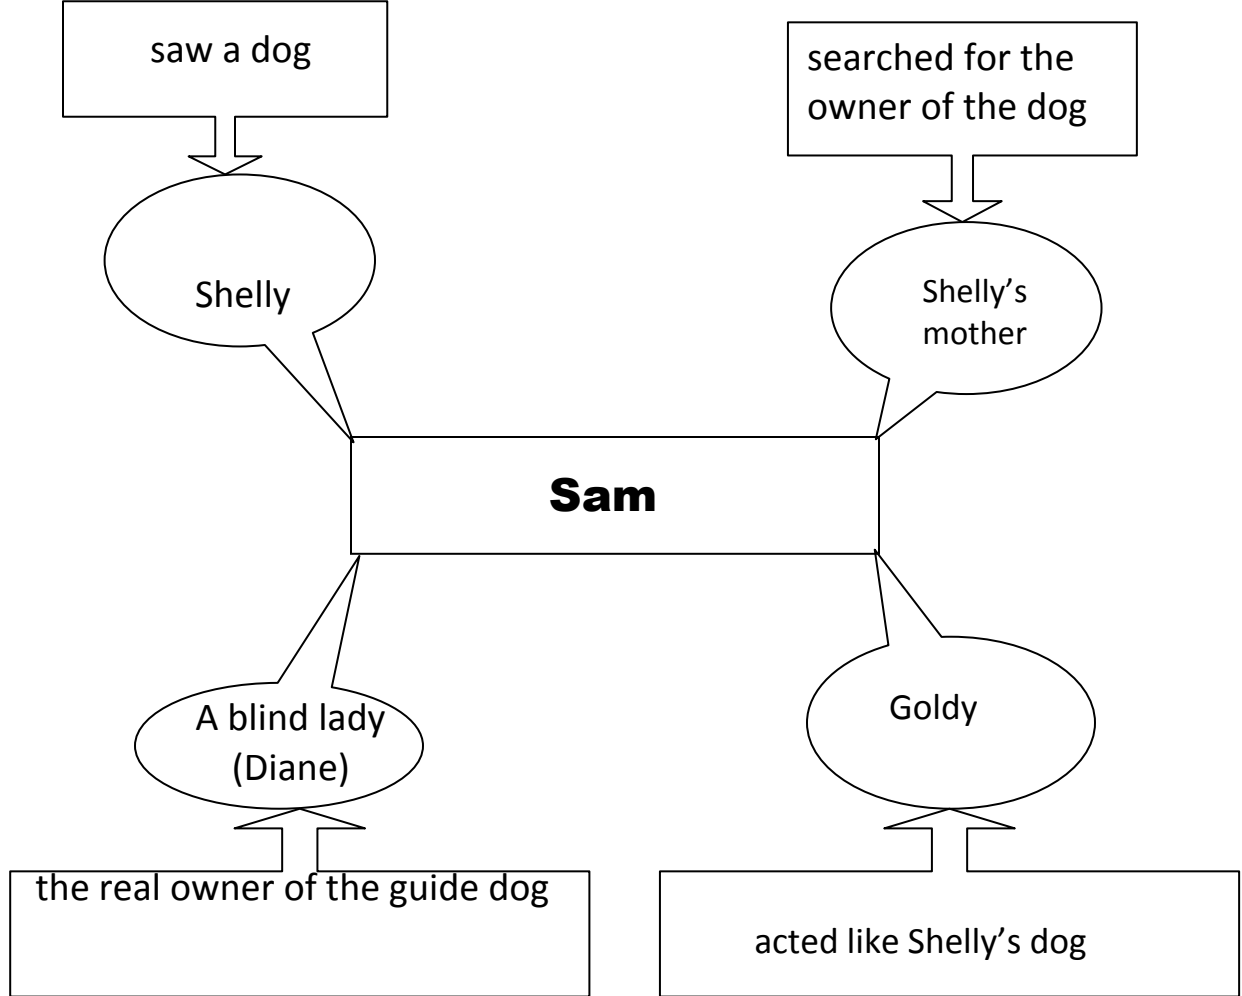 saw a dog
searched for the
owner of the dog
Shelly
Shelly’s
mother
Sam
A blind lady
(Diane)
Goldy
the real owner of the guide dog
acted like Shelly’s dog